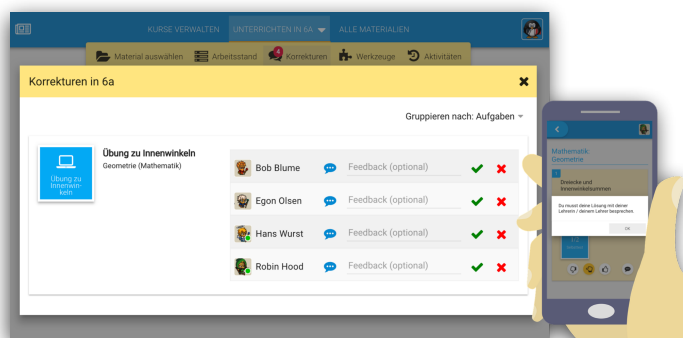 KURSE VERWALTEN UNTERRICHTEN IN 6A ALLE MATERIALIEN
Material auswählen Arbeitsstand 4 Korrekturen Werkzeuge Aktivitäten
Korrekturen in 6a
Gruppieren nach: Aufgaben
Übung zu
Innenwin-
keln
Übung zu Innenwinkeln
Geometrie (Mathematik)
Bob Blume Feedback (optional)
Egon Olsen Feedback (optional)
Hans Wurst Feedback (optional)
Robin Hood Feedback (optional)
Mathematik:
Geometrie
Dreiecke und
Innenwinkelsummen
Du musst deine Lösung mit deiner
Lehrerin / deinem Lehrer besprechen.
OK